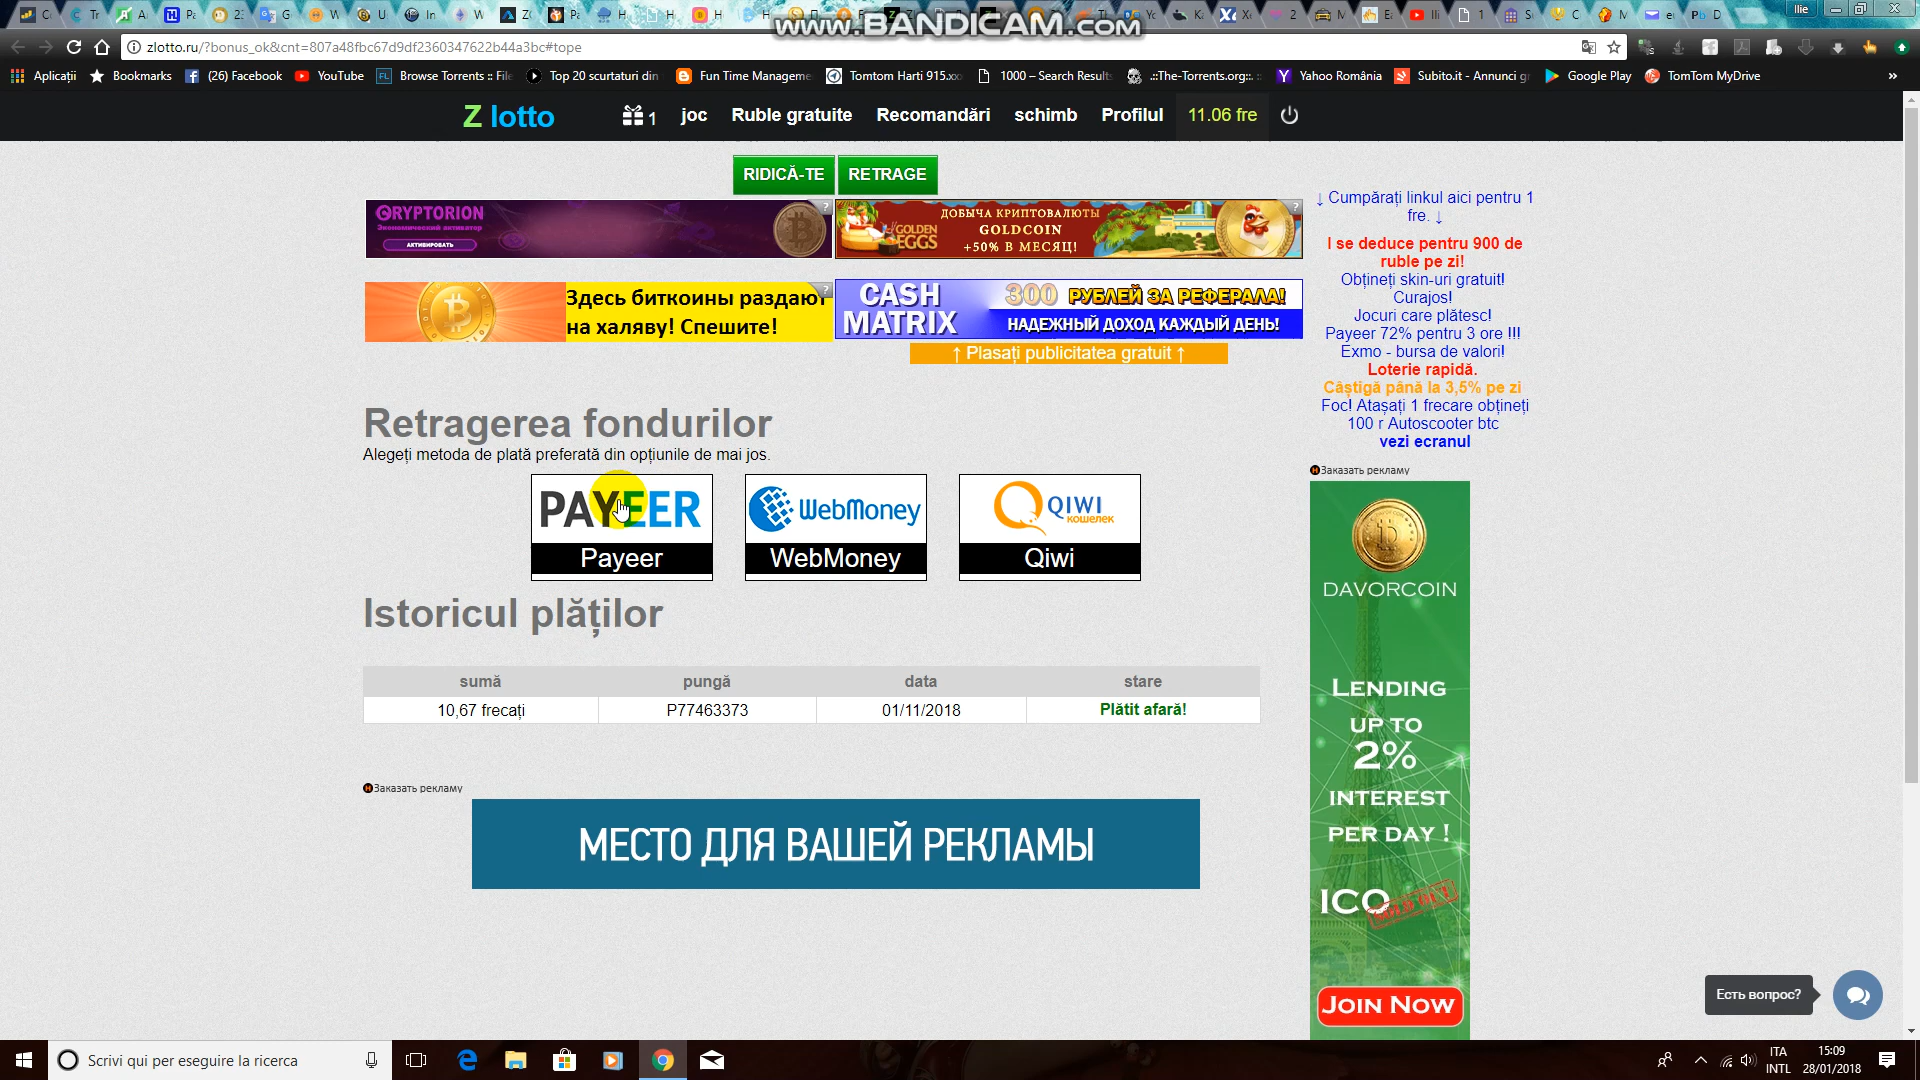 www.BANDICAM.com
Ilie
zlotto.ru/?bonus_ok&cnt=807a48fbc67d9df2360347622b44a3bc#tope
Aplicații
Bookmarks
(26) Facebook
YouTube
Browse Torrents :: File
Top 20 scurtaturi din
Fun Time Manageme
Tomtom Harti 915.xx
1000 – Search Results
.::The-Torrents.org::.
Yahoo România
Subito.it - Annunci gr
Google Play
TomTom MyDrive
»
Z lotto
1
joc
Ruble gratuite
Recomandări
schimb
Profilul
11.06 fre
RIDICĂ-TE
RETRAGE
CRYPTORION
Экономический активатор
АКТИВИРОВАТЬ
GOLDEN
EGGS
ДОБЫЧА КРИПТОВАЛЮТЫ
GOLDCOIN
+50% В МЕСЯЦ!
Здесь биткоины раздают
на халяву! Спешите!
CASH
MATRIX
300 РУБЛЕЙ ЗА РЕФЕРАЛА!
НАДЕЖНЫЙ ДОХОД КАЖДЫЙ ДЕНЬ!
↑ Plasați publicitatea gratuit ↑
↓ Cumpărați linkul aici pentru 1
fre. ↓
I se deduce pentru 900 de
ruble pe zi!
Obțineți skin-uri gratuit!
Curajos!
Jocuri care plătesc!
Payeer 72% pentru 3 ore !!!
Exmo - bursa de valori!
Loterie rapidă.
Câștigă până la 3,5% pe zi
Foc! Atașați 1 frecare obțineți
100 r Autoscooter btc
vezi ecranul
Retragerea fondurilor
Alegeți metoda de plată preferată din opțiunile de mai jos.
PAYEER
Payeer
WebMoney
WebMoney
QIWI
КОШЕЛЕК
Qiwi
Istoricul plăților
sumă
pungă
data
stare
10,67 frecați
P77463373
01/11/2018
Plătit afară!
Заказать рекламу
МЕСТО ДЛЯ ВАШЕЙ РЕКЛАМЫ
Заказать рекламу
DAVORCOIN
LENDING
UP TO
2%
INTEREST
PER DAY !
ICO
SOLD OUT
JOIN NOW
Есть вопрос?
Scrivi qui per eseguire la ricerca
ITA
INTL
15:09
28/01/2018